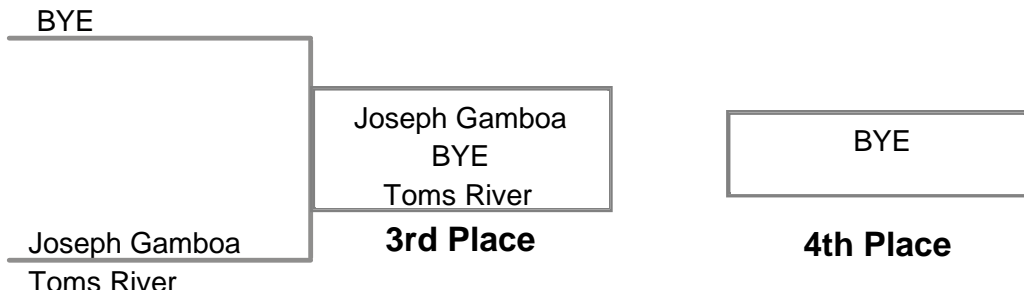 BYE
Joseph Gamboa
BYE
Toms River
3rd Place
BYE
4th Place
Joseph Gamboa
Toms River